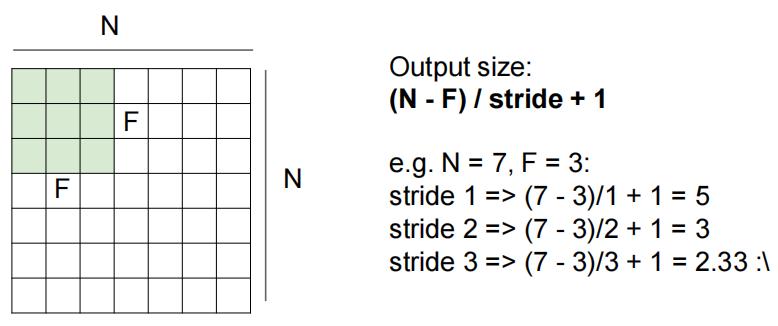 N
F
F
N
Output size:
(N - F) / stride + 1
e.g. N = 7, F = 3:
stride 1 => (7 - 3)/1 + 1 = 5
stride 2 => (7 - 3)/2 + 1 = 3
stride 3 => (7 - 3)/3 + 1 = 2.33 :\